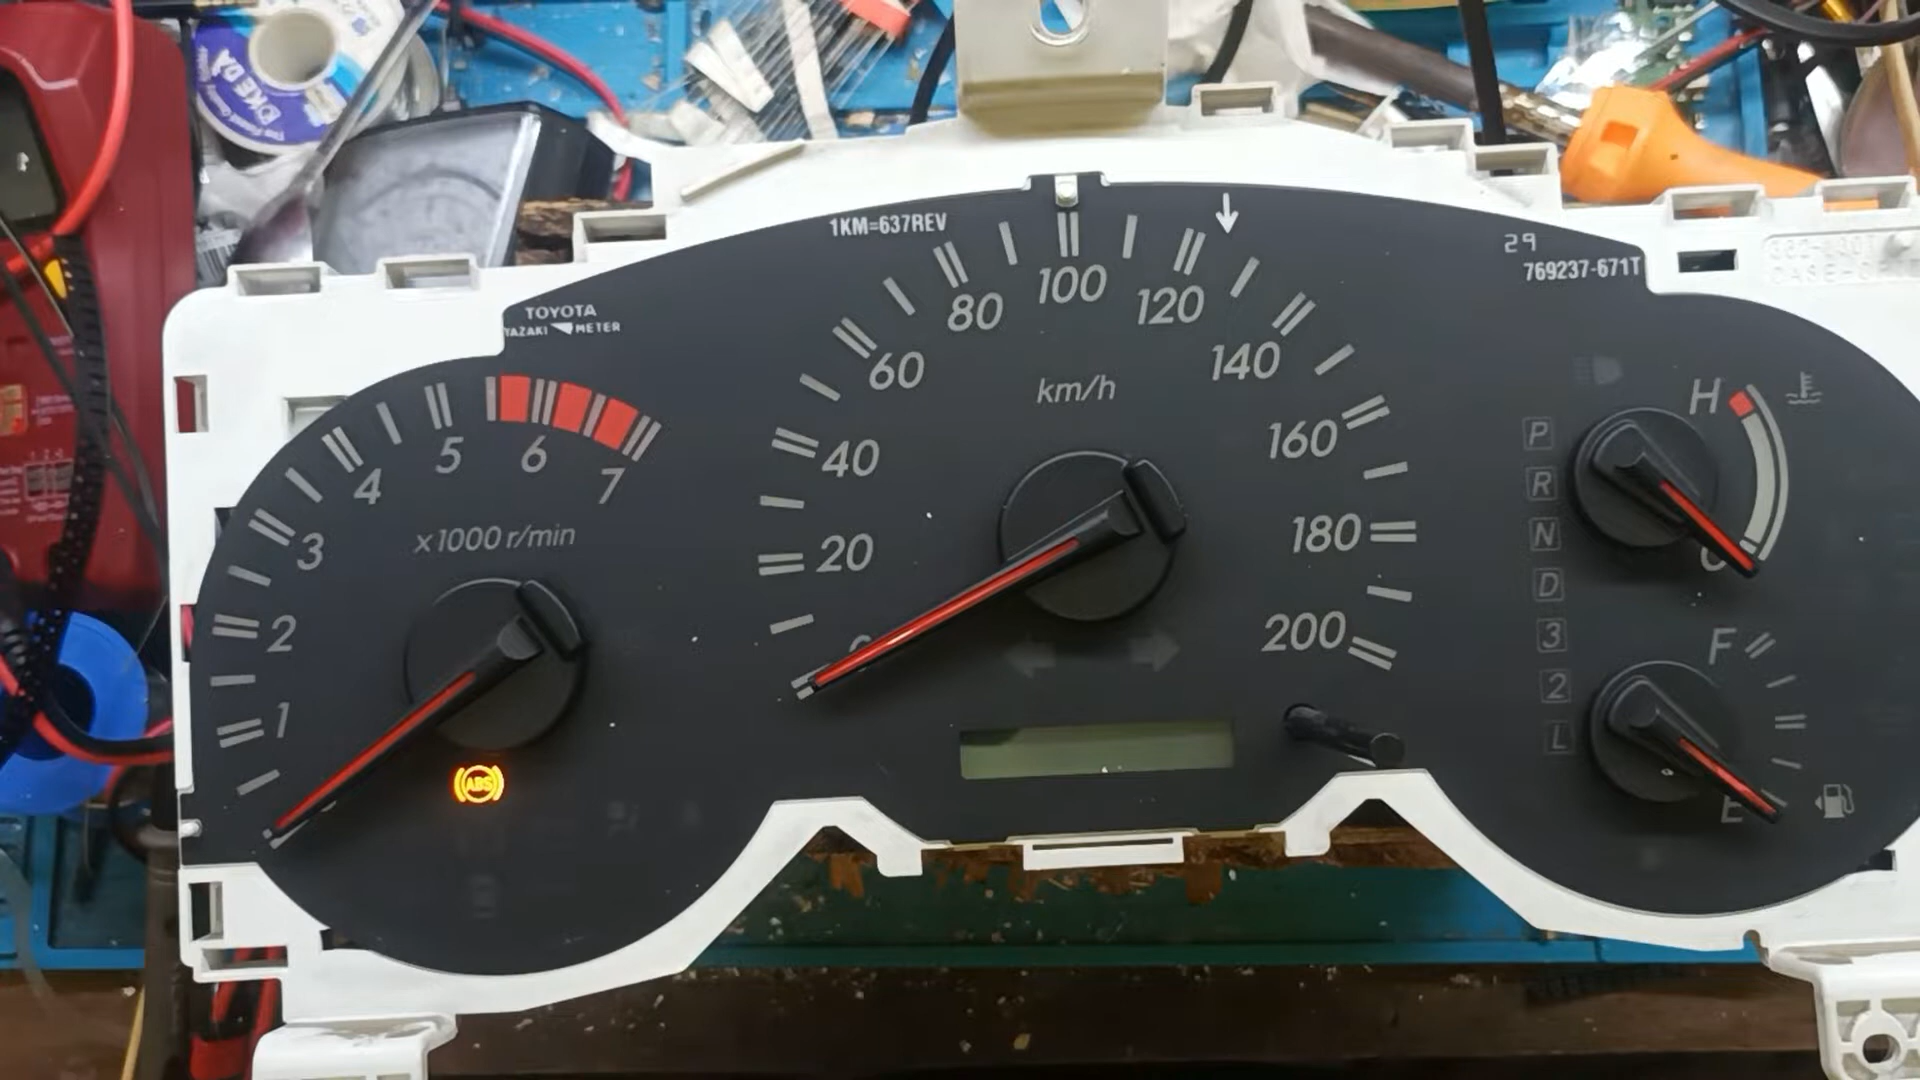 1KM=637REV
29
769237-671T
TOYOTA
YAZAKI METER
1
2
3
4
5
6
7
x1000 r/min
20
40
60
80
100
120
140
160
180
200
km/h
ABS
P
R
N
D
3
2
L
H
F
E